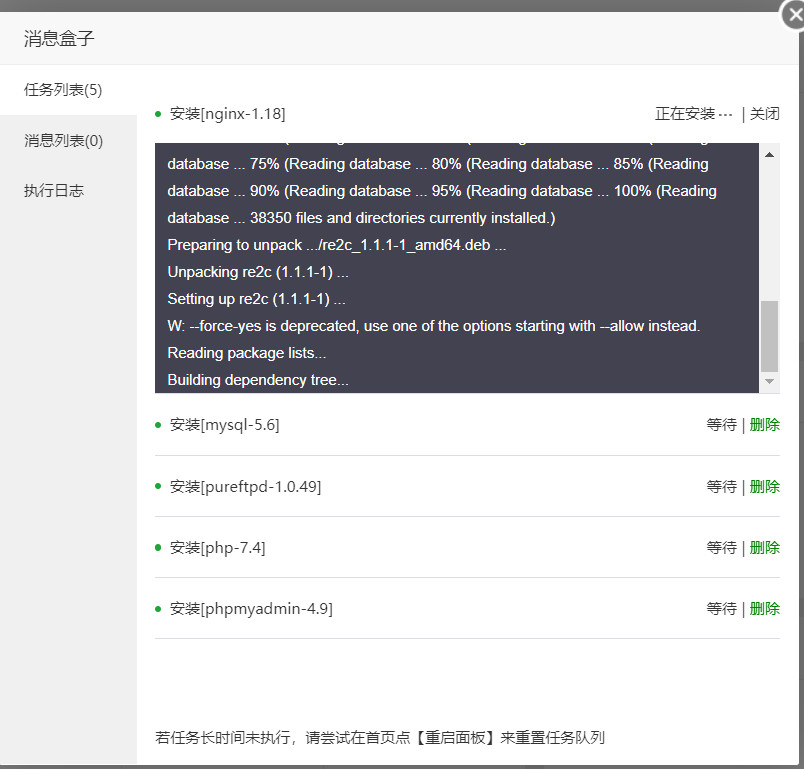 消息盒子
任务列表(5)
消息列表(0)
执行日志
安装[nginx-1.18]
正在安装··· | 关闭
database ... 75% (Reading database ... 80% (Reading database ... 85% (Reading
database ... 90% (Reading database ... 95% (Reading database ... 100% (Reading
database ... 38350 files and directories currently installed.)
Preparing to unpack .../re2c_1.1.1-1_amd64.deb ...
Unpacking re2c (1.1.1-1) ...
Setting up re2c (1.1.1-1) ...
W: --force-yes is deprecated, use one of the options starting with --allow instead.
Reading package lists...
Building dependency tree...
安装[mysql-5.6]
等待 | 删除
安装[pureftpd-1.0.49]
等待 | 删除
安装[php-7.4]
等待 | 删除
安装[phpmyadmin-4.9]
等待 | 删除
若任务长时间未执行，请尝试在首页点【重启面板】来重置任务队列